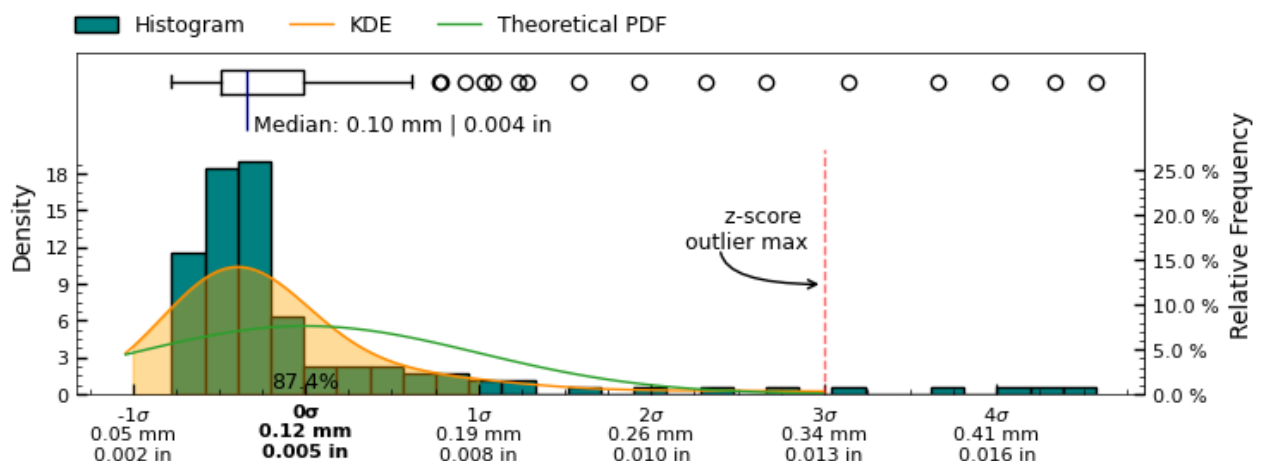 Histogram KDE Theoretical PDF
Median: 0.10 mm | 0.004 in
Density
18
15
12
9
6
3
0
25.0 %
20.0 %
15.0 %
10.0 %
5.0 %
0.0 %
Relative Frequency
z-score
outlier max
87.4%
-1σ 0σ 1σ 2σ 3σ 4σ
0.05 mm 0.12 mm 0.19 mm 0.26 mm 0.34 mm 0.41 mm
0.002 in 0.005 in 0.008 in 0.010 in 0.013 in 0.016 in